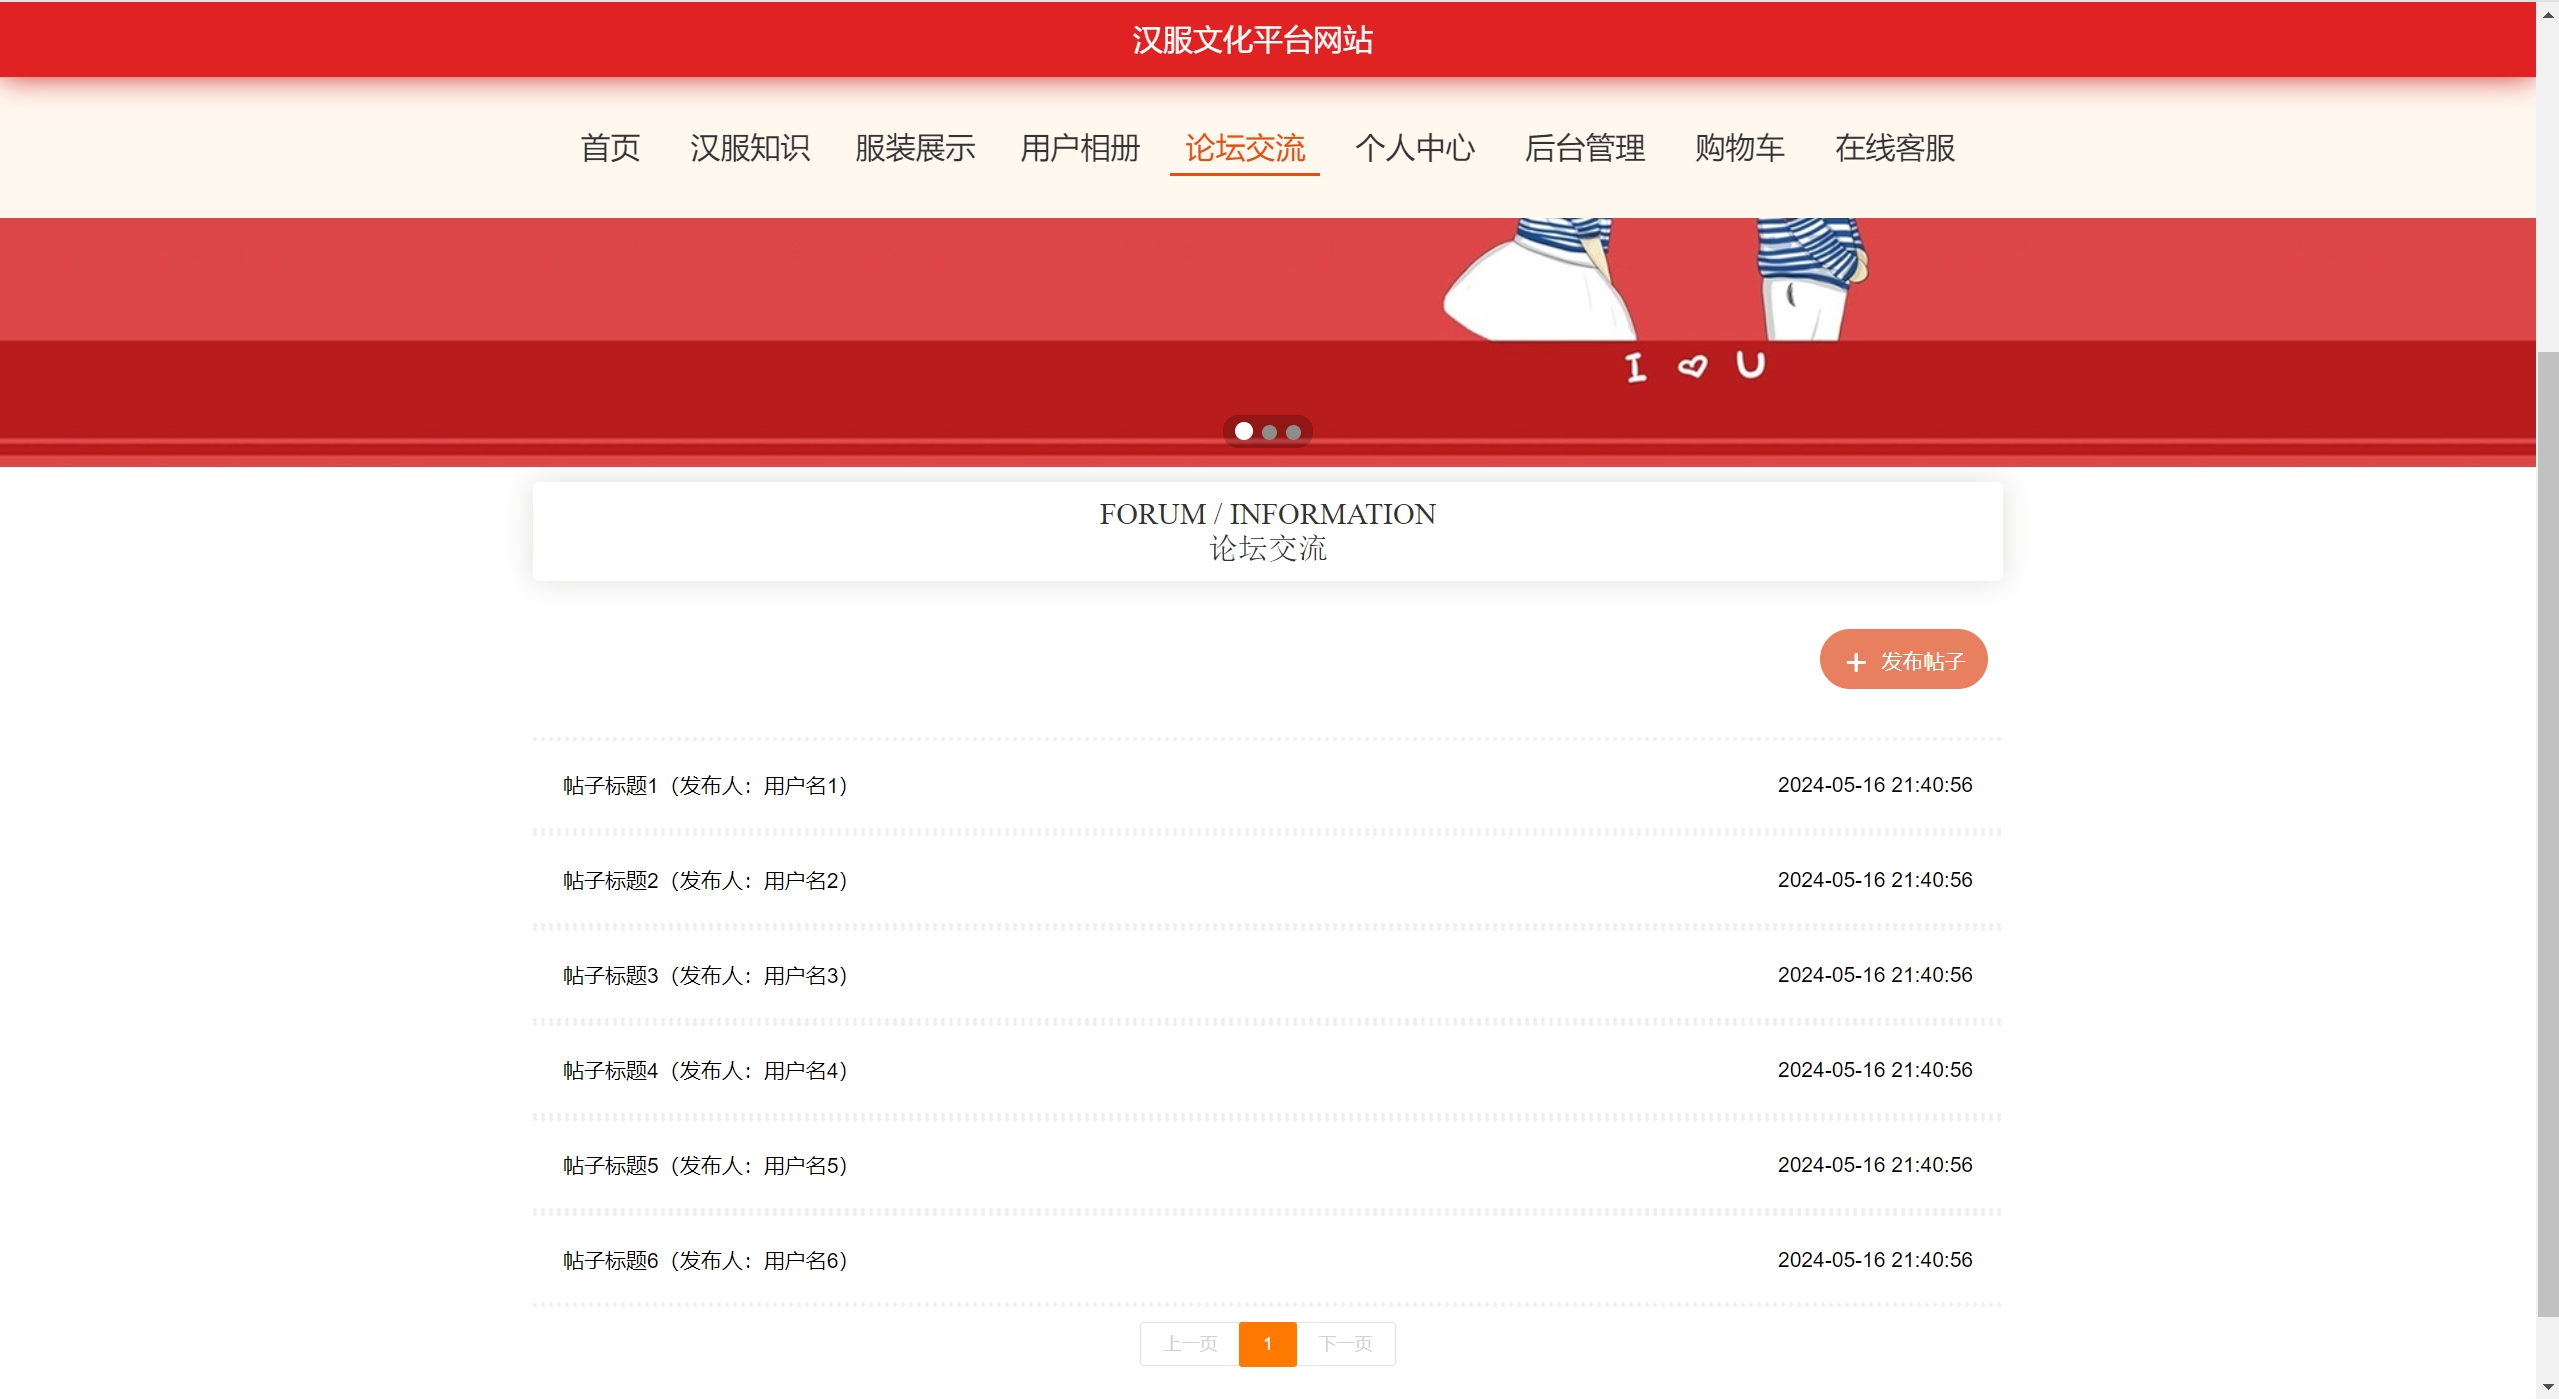 汉服文化平台网站
首页 汉服知识 服装展示 用户相册 论坛交流 个人中心 后台管理 购物车 在线客服
I U
FORUM / INFORMATION
论坛交流
+ 发布帖子
帖子标题1（发布人：用户名1） 2024-05-16 21:40:56
帖子标题2（发布人：用户名2） 2024-05-16 21:40:56
帖子标题3（发布人：用户名3） 2024-05-16 21:40:56
帖子标题4（发布人：用户名4） 2024-05-16 21:40:56
帖子标题5（发布人：用户名5） 2024-05-16 21:40:56
帖子标题6（发布人：用户名6） 2024-05-16 21:40:56
上一页 1 下一页